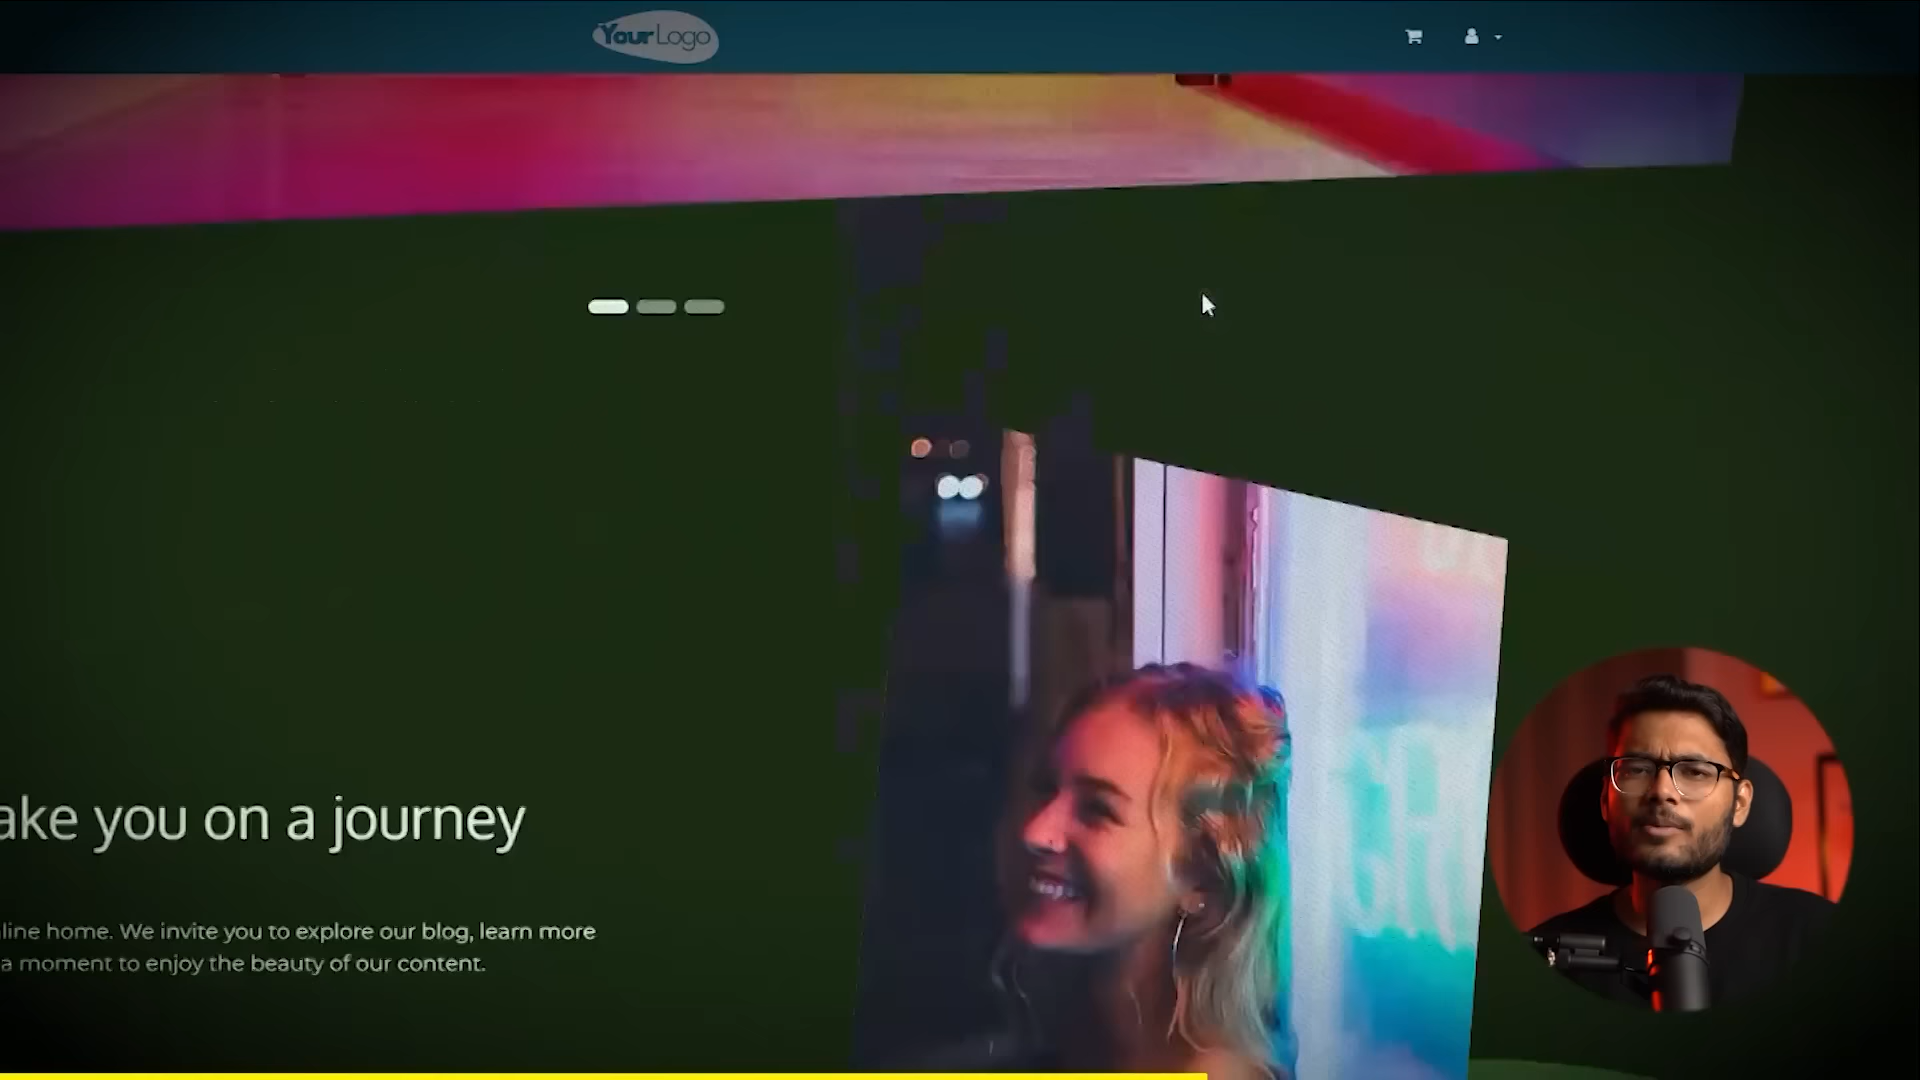 YourLogo
ake you on a journey
line home. We invite you to explore our blog, learn more
a moment to enjoy the beauty of our content.